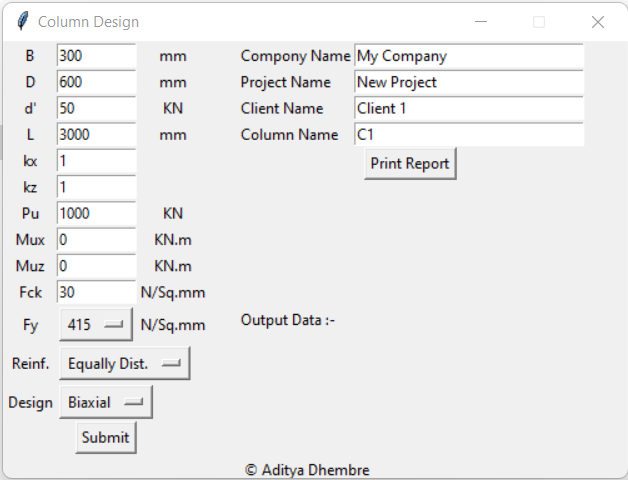 Column Design
B 300 mm Compony Name My Company
D 600 mm Project Name New Project
d' 50 KN Client Name Client 1
L 3000 mm Column Name C1
kx 1 Print Report
kz 1
Pu 1000 KN
Mux 0 KN.m
Muz 0 KN.m
Fck 30 N/Sq.mm
Fy 415 N/Sq.mm Output Data :-
Reinf. Equally Dist.
Design Biaxial
Submit
© Aditya Dhembre